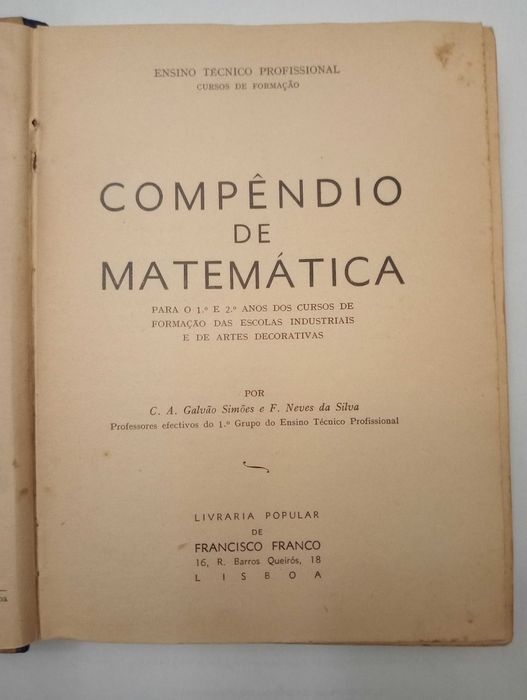 ENSINO TÉCNICO PROFISSIONAL
CURSOS DE FORMAÇÃO
COMPÊNDIO
DE
MATEMÁTICA
PARA O 1.º E 2.º ANOS DOS CURSOS DE
FORMAÇÃO DAS ESCOLAS INDUSTRIAIS
E DE ARTES DECORATIVAS
POR
C. A. Galvão Simões e F. Neves da Silva
Professores efectivos do 1.º Grupo do Ensino Técnico Profissional
LIVRARIA POPULAR
DE
FRANCISCO FRANCO
16, R. Barros Queirós, 18
LISBOA